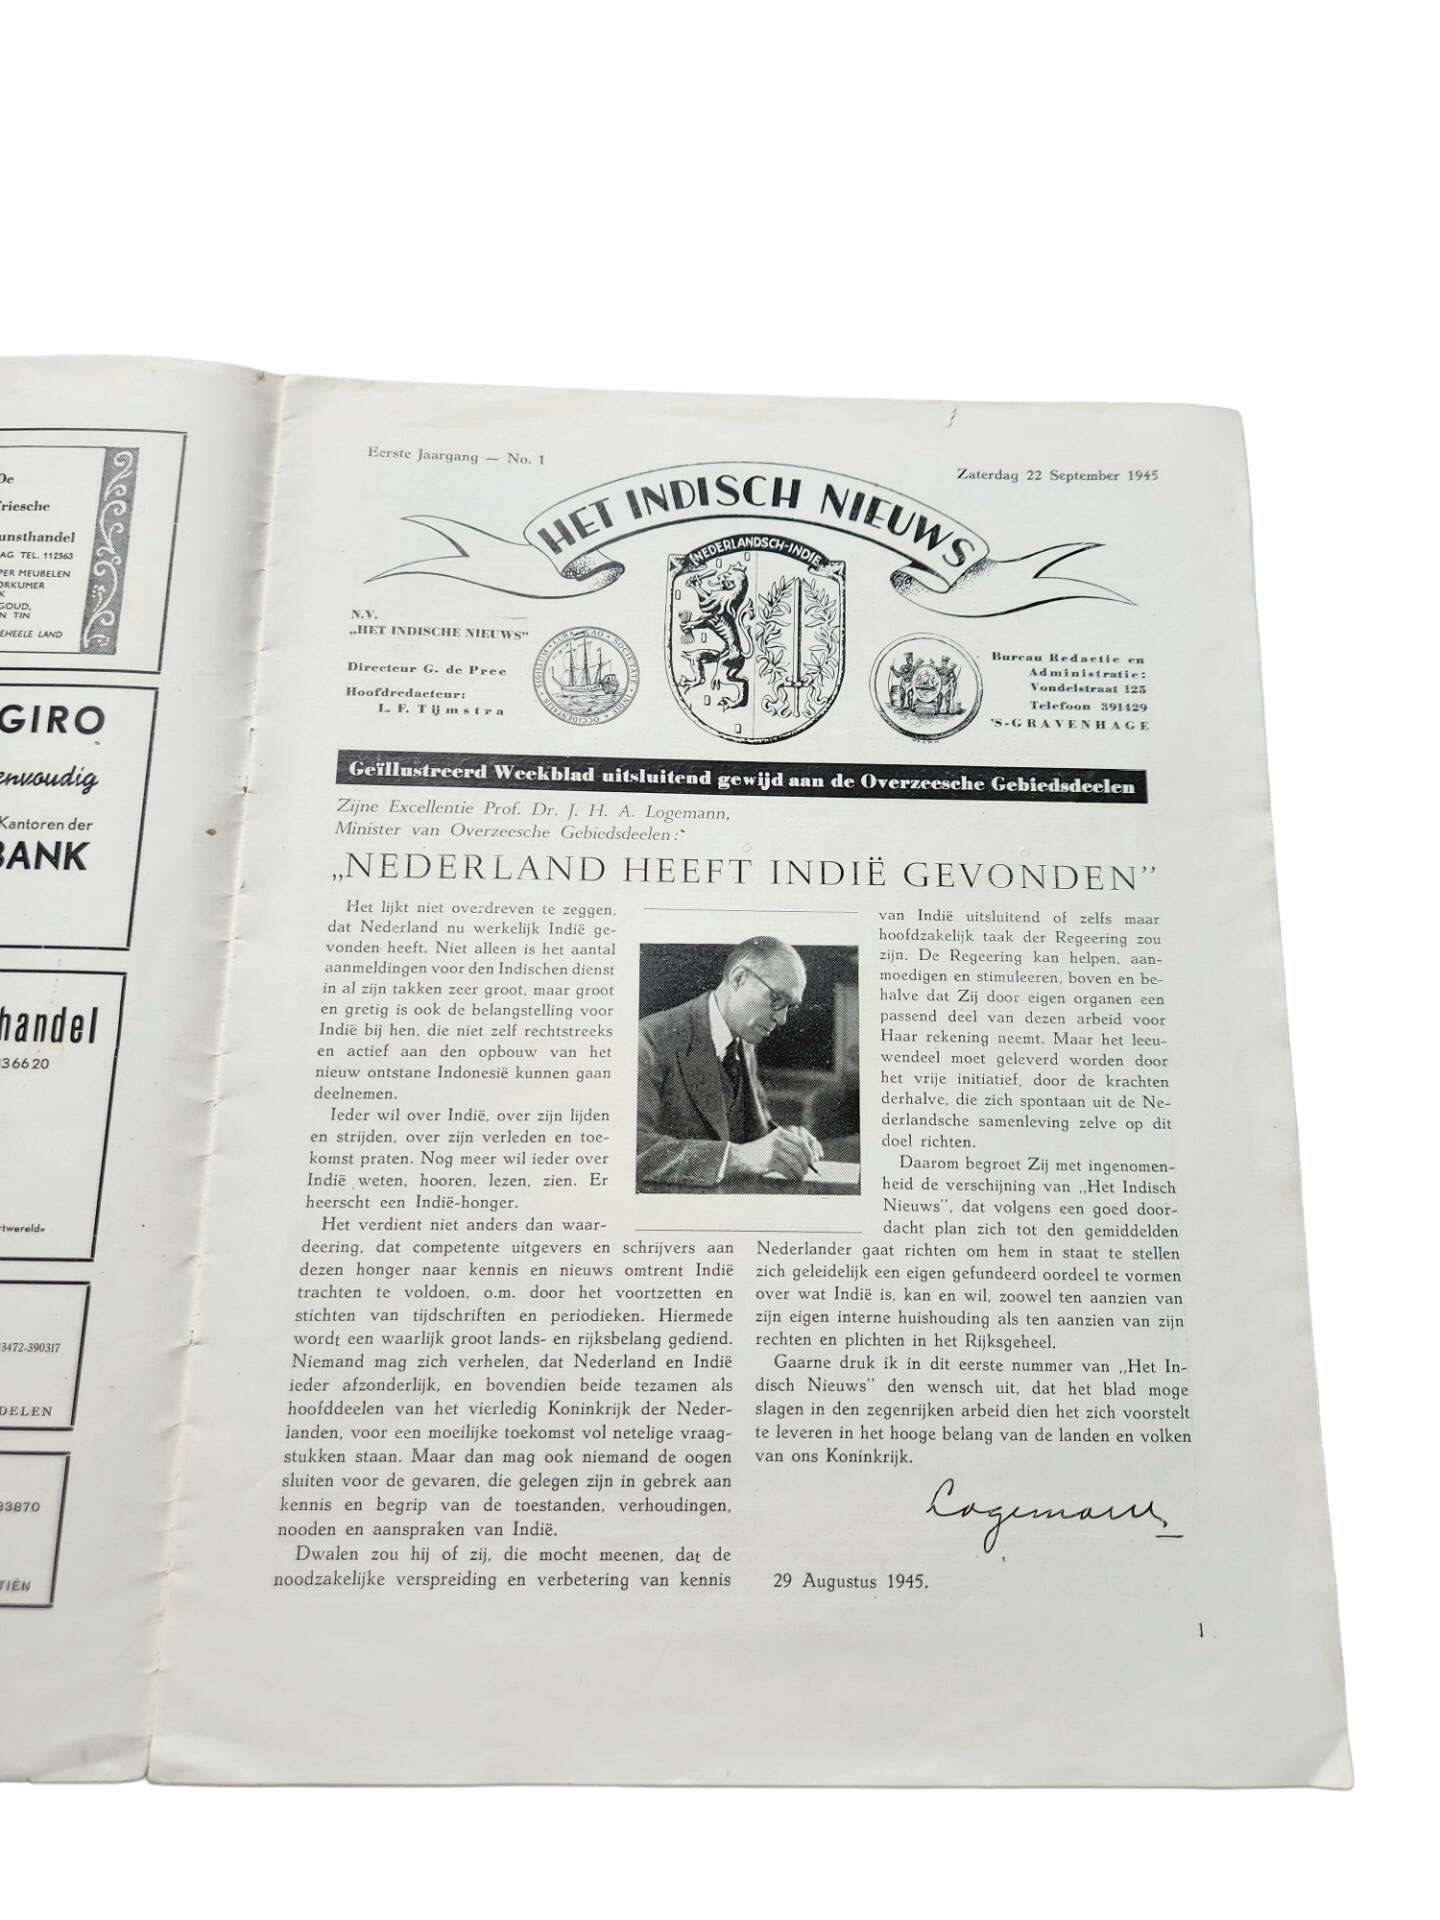 De
unsthandel
TEL. 112563
MEUBELEN
GOUD,
TIN
LAND
GIRO
Kantoren der
BANK
handel
36620
3472-390317
33870
Eerste Jaargang — No. 1
Zaterdag 22 September 1945
HET INDISCH NIEUWS
NEDERLANDSCH-INDIE
N.V.
„HET INDISCHE NIEUWS"
Directeur G. de Pree
Hoofdredacteur:
L. F. Tijmstra
SIGILLUM CURACAO SOCIETATIS INDIE OCCIDENTALIS
Bureau Redactie en
Administratie:
Vondelstraat 125
Telefoon 391429
'S-GRAVENHAGE
Geïllustreerd Weekblad uitsluitend gewijd aan de Overzeesche Gebiedsdeelen
Zijne Excellentie Prof. Dr. J. H. A. Logemann,
Minister van Overzeesche Gebiedsdeelen:
„NEDERLAND HEEFT INDIË GEVONDEN"
Het lijkt niet overdreven te zeggen,
dat Nederland nu werkelijk Indië ge-
vonden heeft. Niet alleen is het aantal
aanmeldingen voor den Indischen dienst
in al zijn takken zeer groot, maar groot
en gretig is ook de belangstelling voor
Indië bij hen, die niet zelf rechtstreeks
en actief aan den opbouw van het
nieuw ontstane Indonesië kunnen gaan
deelnemen.
Ieder wil over Indië, over zijn lijden
en strijden, over zijn verleden en toe-
komst praten. Nog meer wil ieder over
Indië weten, hooren, lezen, zien. Er
heerscht een Indië-honger.
Het verdient niet anders dan waar-
deering, dat competente uitgevers en schrijvers aan
dezen honger naar kennis en nieuws omtrent Indië
trachten te voldoen, o.m. door het voortzetten en
stichten van tijdschriften en periodieken. Hiermede
wordt een waarlijk groot lands- en rijksbelang gediend.
Niemand mag zich verhelen, dat Nederland en Indië
ieder afzonderlijk, en bovendien beide tezamen als
hoofddeelen van het vierledig Koninkrijk der Neder-
landen, voor een moeilijke toekomst vol netelige vraag-
stukken staan. Maar dan mag ook niemand de oogen
sluiten voor de gevaren, die gelegen zijn in gebrek aan
kennis en begrip van de toestanden, verhoudingen,
nooden en aanspraken van Indië.
Dwalen zou hij of zij, die mocht meenen, dat de
noodzakelijke verspreiding en verbetering van kennis
van Indië uitsluitend of zelfs maar
hoofdzakelijk taak der Regeering zou
zijn. De Regeering kan helpen, aan-
moedigen en stimuleeren, boven en be-
halve dat Zij door eigen organen een
passend deel van dezen arbeid voor
Haar rekening neemt. Maar het leeu-
wendeel moet geleverd worden door
het vrije initiatief, door de krachten
derhalve, die zich spontaan uit de Ne-
derlandsche samenleving zelve op dit
doel richten.
Daarom begroet Zij met ingenomen-
heid de verschijning van „Het Indisch
Nieuws", dat volgens een goed door-
dacht plan zich tot den gemiddelden
Nederlander gaat richten om hem in staat te stellen
zich geleidelijk een eigen gefundeerd oordeel te vormen
over wat Indië is, kan en wil, zoowel ten aanzien van
zijn eigen interne huishouding als ten aanzien van zijn
rechten en plichten in het Rijksgeheel.
Gaarne druk ik in dit eerste nummer van „Het In-
disch Nieuws" den wensch uit, dat het blad moge
slagen in den zegenrijken arbeid dien het zich voorstelt
te leveren in het hooge belang van de landen en volken
van ons Koninkrijk.
Logemann
29 Augustus 1945.
1